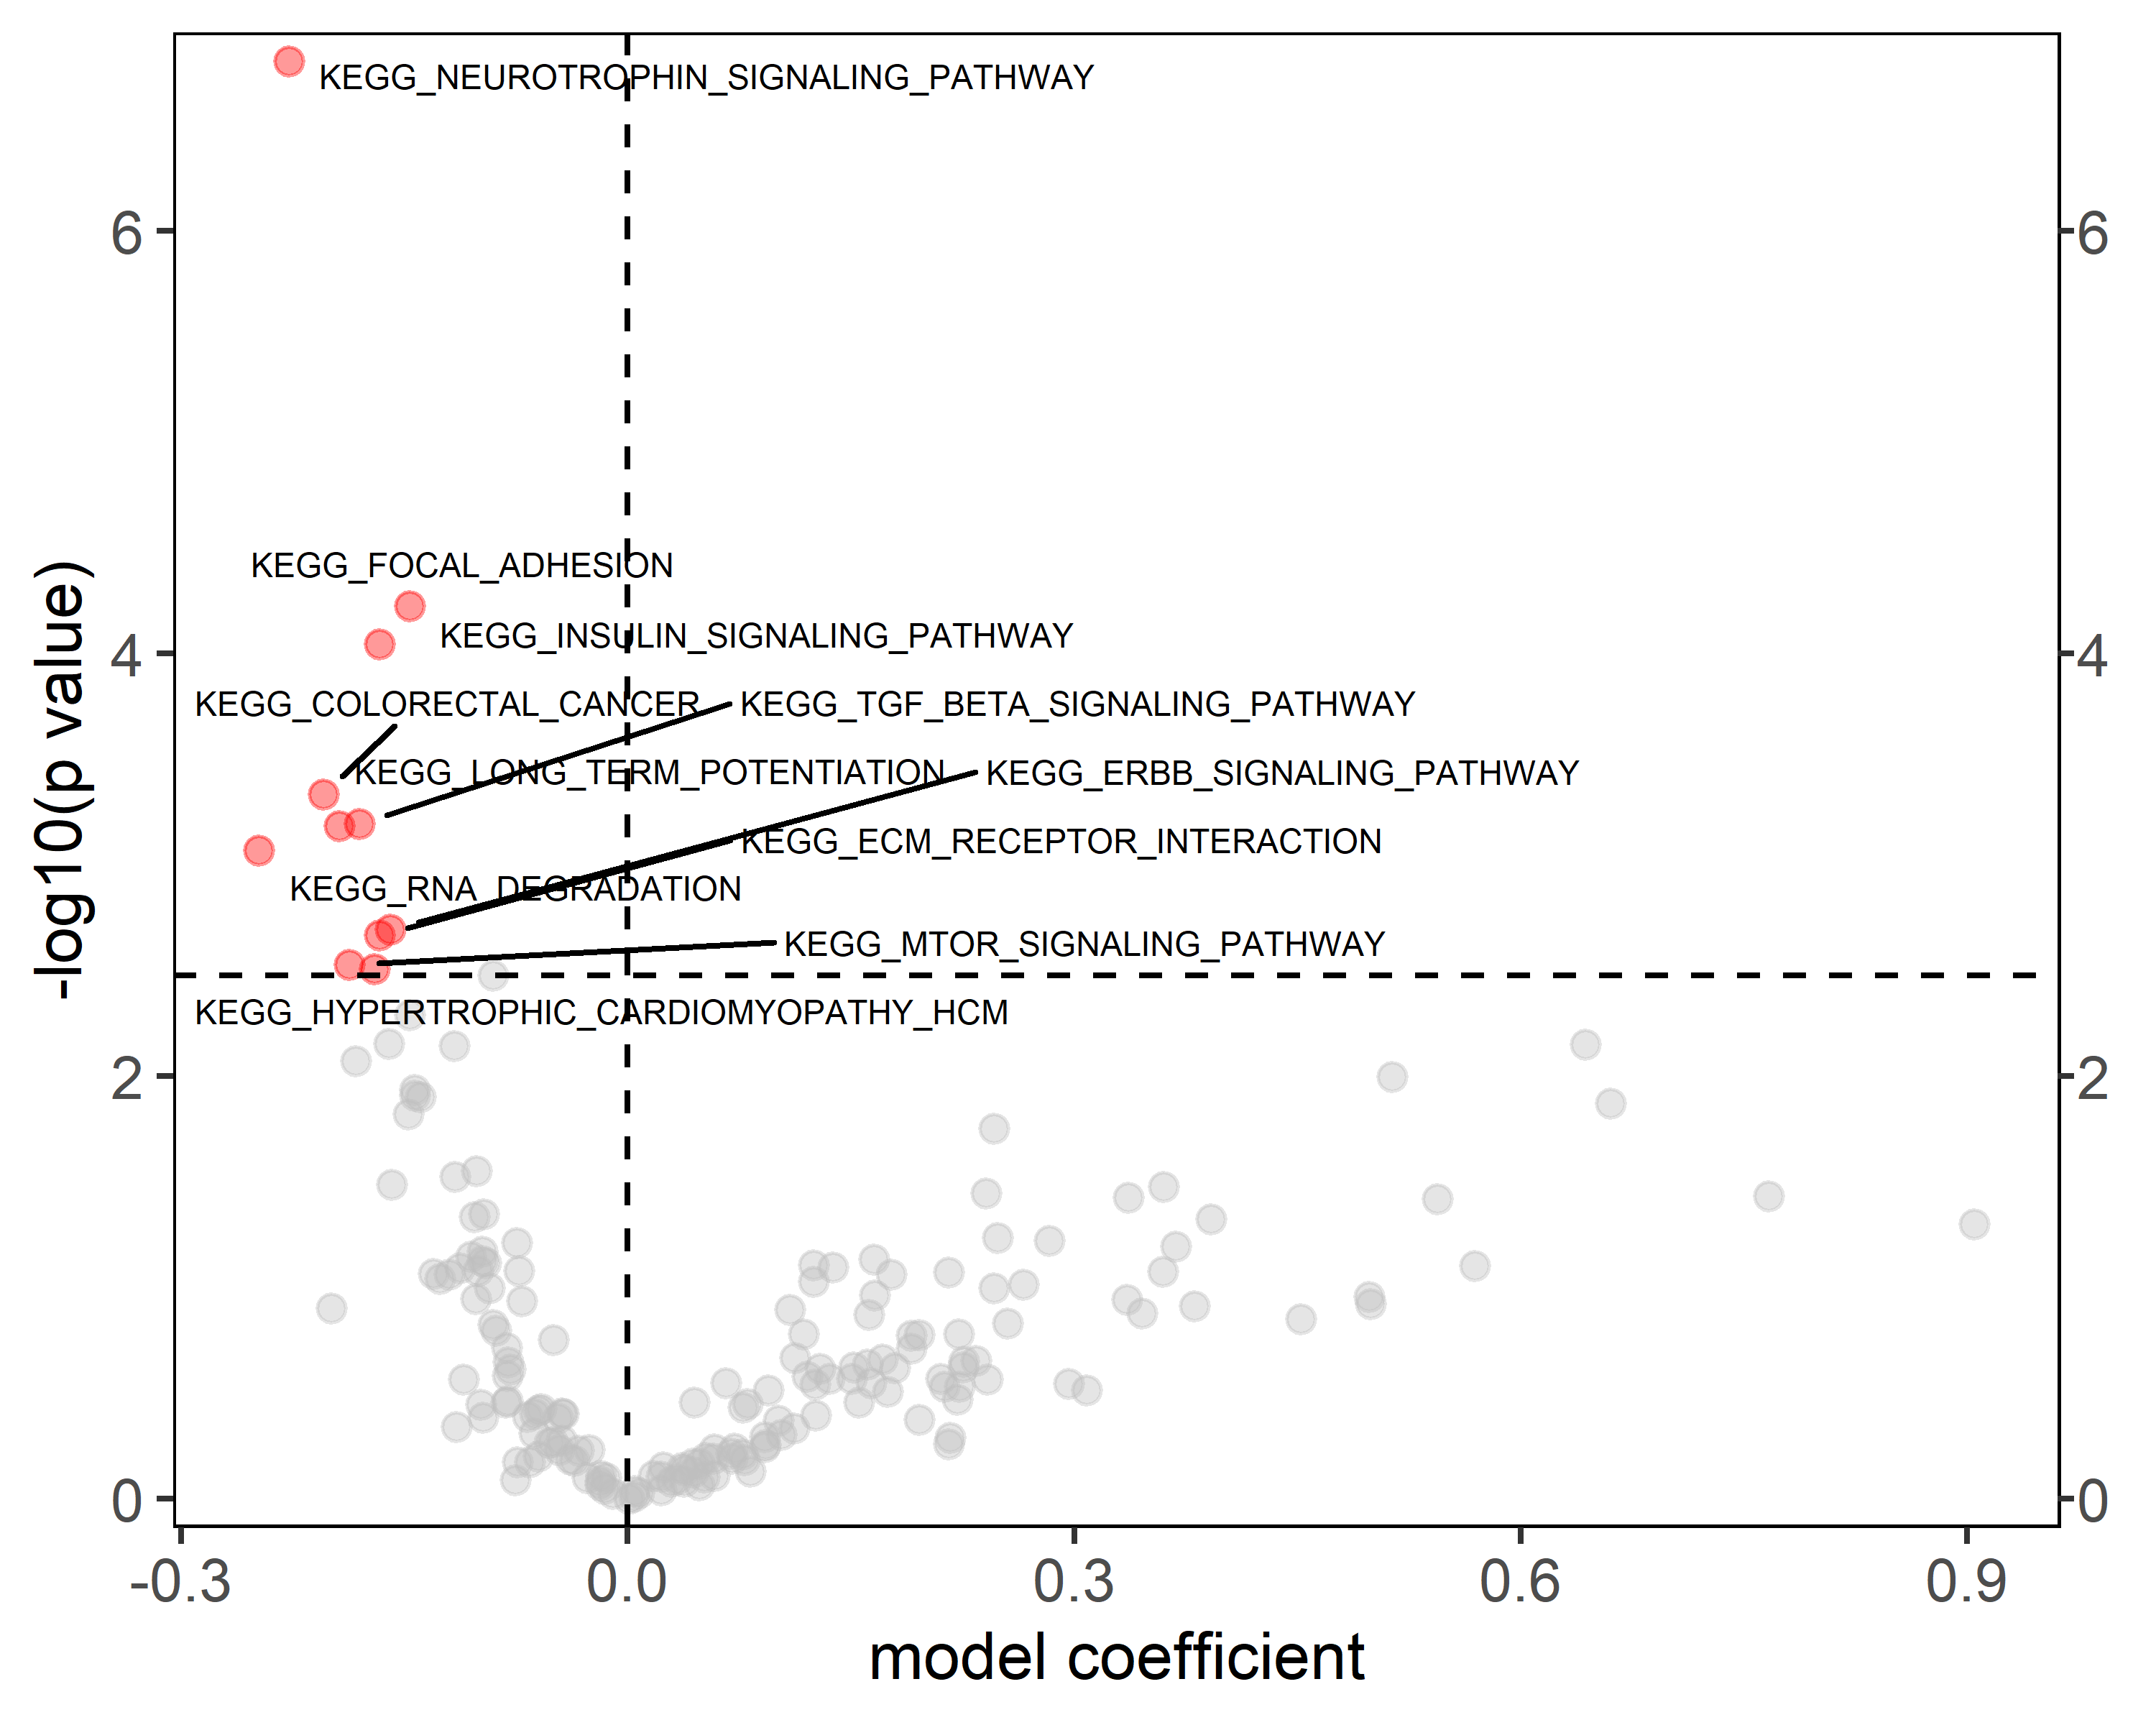 KEGG_NEUROTROPHIN_SIGNALING_PATHWAY
6
6
KEGG_FOCAL_ADHESION
KEGG_INSULIN_SIGNALING_PATHWAY
4
4
KEGG_COLORECTAL_CANCER
KEGG_TGF_BETA_SIGNALING_PATHWAY
KEGG_LONG_TERM_POTENTIATION
KEGG_ERBB_SIGNALING_PATHWAY
KEGG_ECM_RECEPTOR_INTERACTION
KEGG_RNA_DEGRADATION
KEGG_MTOR_SIGNALING_PATHWAY
KEGG_HYPERTROPHIC_CARDIOMYOPATHY_HCM
2
2
0
0
-log10(p value)
-0.3
0.0
0.3
0.6
0.9
model coefficient